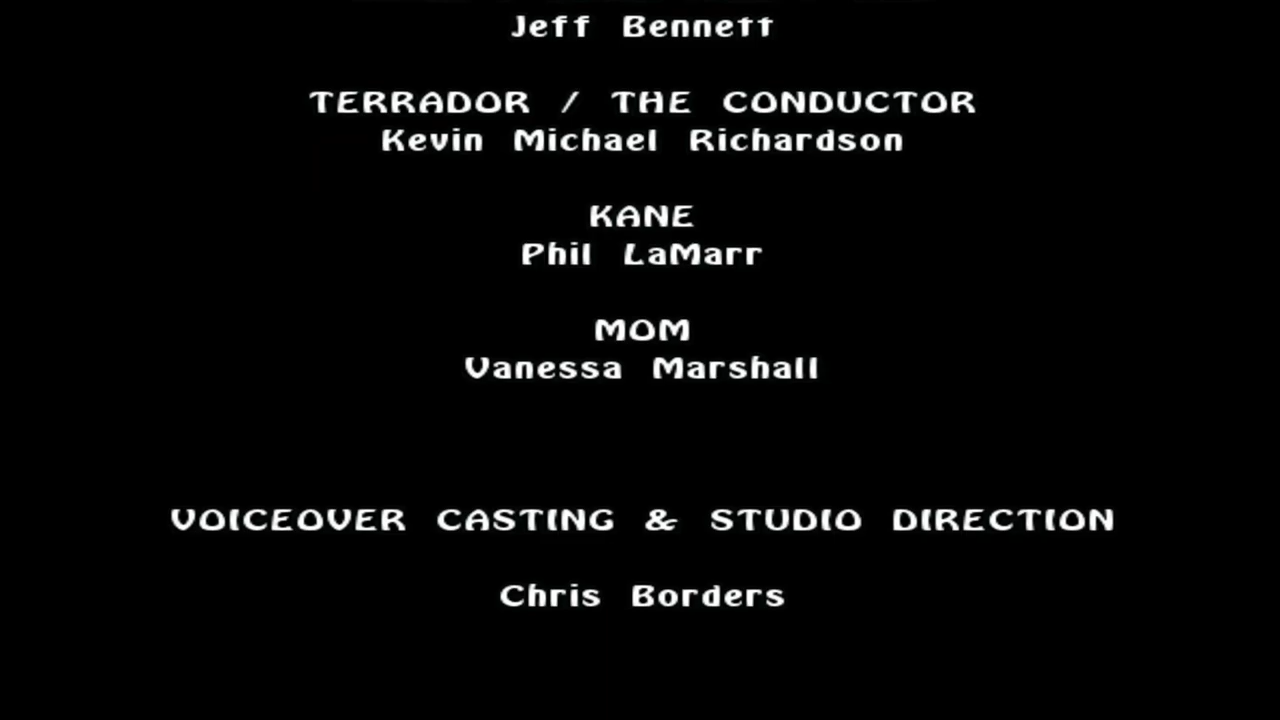 Jeff Bennett
TERRADOR / THE CONDUCTOR
Kevin Michael Richardson
KANE
Phil LaMarr
MOM
Vanessa Marshall
VOICEOVER CASTING & STUDIO DIRECTION
Chris Borders